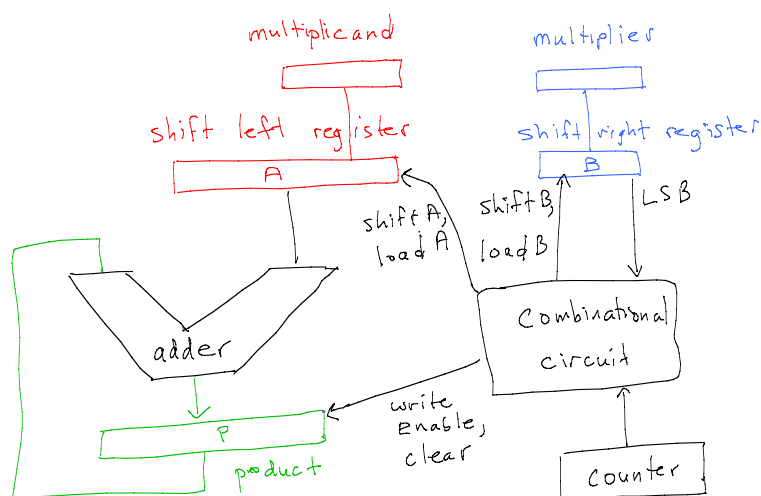 multiplicand
multiplier
shift left register
shift right register
A
B
shift A,
load A
shift B,
load B
LSB
adder
Combinational
circuit
P
product
write
enable,
clear
counter